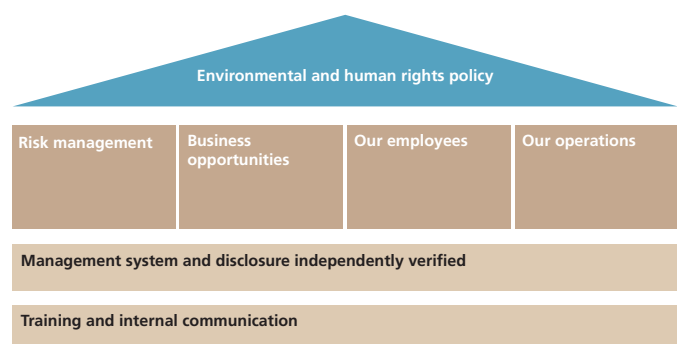 Environmental and human rights policy
Risk management
Business
opportunities
Our employees
Our operations
Management system and disclosure independently verified
Training and internal communication